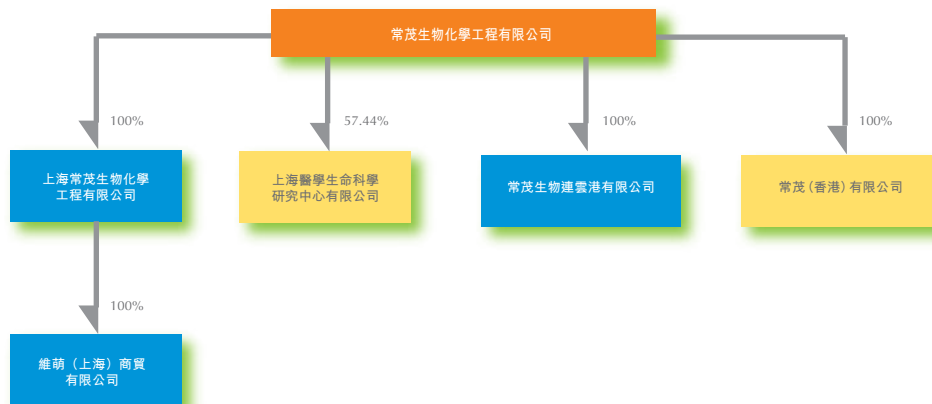 常茂生物化學工程有限公司
100%
57.44%
100%
100%
上海常茂生物化學
工程有限公司
上海醫學生命科學
研究中心有限公司
常茂生物連雲港有限公司
常茂（香港）有限公司
100%
維萌（上海）商貿
有限公司